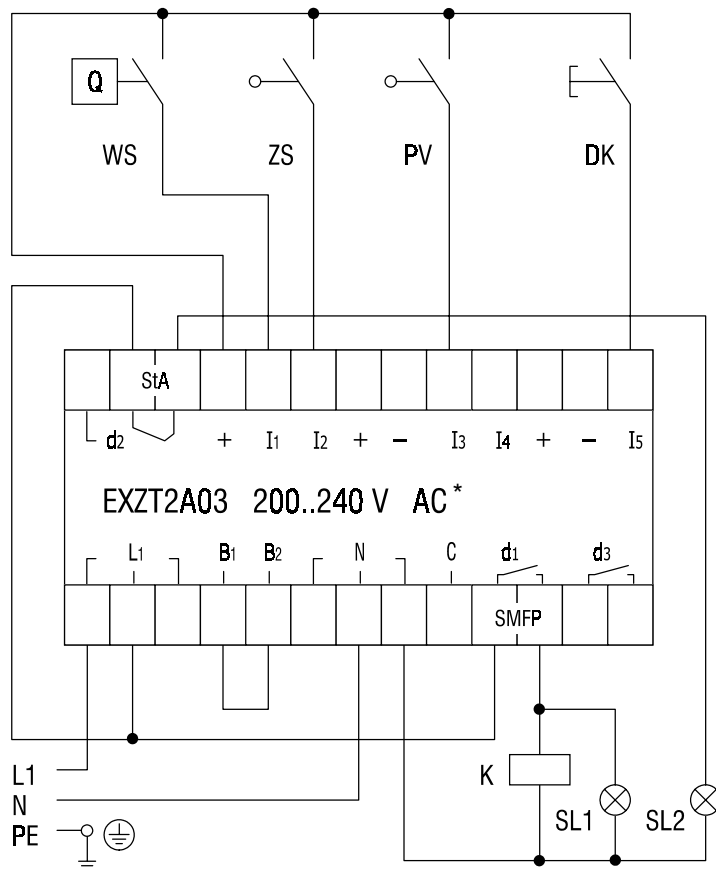 Q
WS ZS PV DK
StA
d2 + I1 I2 + − I3 I4 + − I5
EXZT2A03 200..240 V AC*
L1 B1 B2 N C d1 d3
SMFP
L1
N
PE
K
SL1
SL2